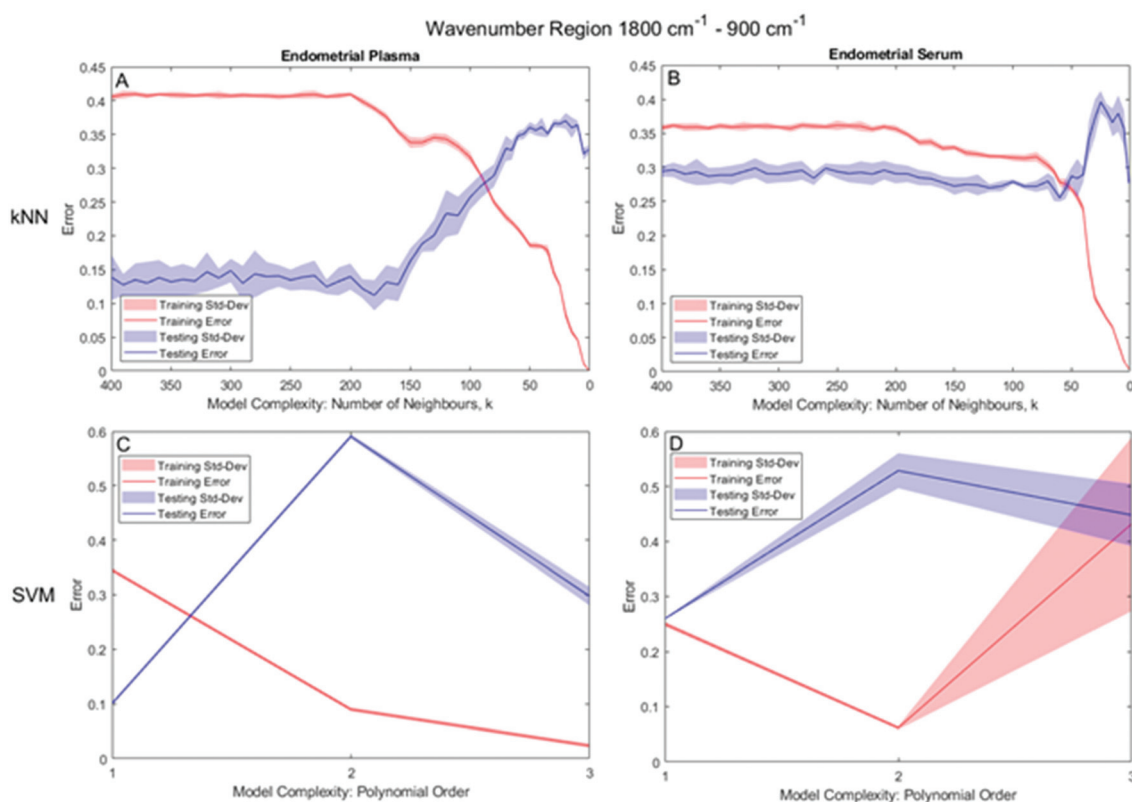 Wavenumber Region 1800 cm⁻¹ - 900 cm⁻¹
Endometrial Plasma
A
0.45
0.4
0.35
0.3
0.25
0.2
0.15
0.1
0.05
0
Error
kNN
Training Std-Dev
Training Error
Testing Std-Dev
Testing Error
400 350 300 250 200 150 100 50 0
Model Complexity: Number of Neighbours, k
Endometrial Serum
B
0.45
0.4
0.35
0.3
0.25
0.2
0.15
0.1
0.05
0
Error
Training Std-Dev
Training Error
Testing Std-Dev
Testing Error
400 350 300 250 200 150 100 50 0
Model Complexity: Number of Neighbours, k
C
0.6
0.5
0.4
0.3
0.2
0.1
0
Error
SVM
Training Std-Dev
Training Error
Testing Std-Dev
Testing Error
1 2 3
Model Complexity: Polynomial Order
D
0.6
0.5
0.4
0.3
0.2
0.1
0
Error
Training Std-Dev
Training Error
Testing Std-Dev
Testing Error
1 2 3
Model Complexity: Polynomial Order